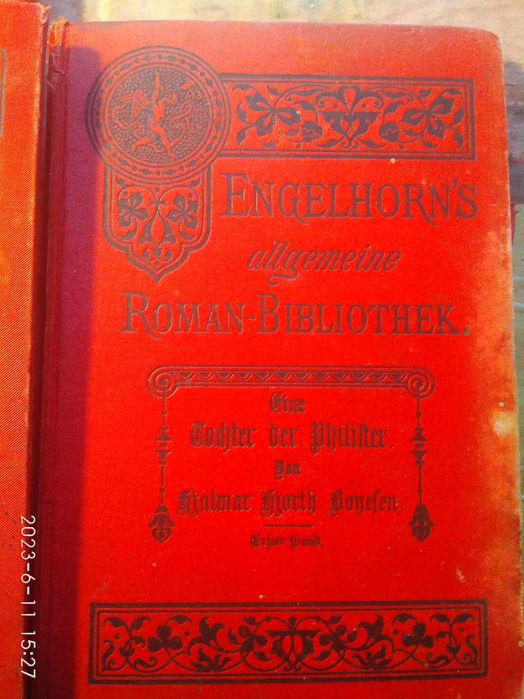 ENGELHORN'S
allgemeine
ROMAN-BIBLIOTHEK.
Eine
Tochter der Philister.
Von
Hjalmar Hjorth Boyesen.
Erster Band.
2023-6-11 15:27